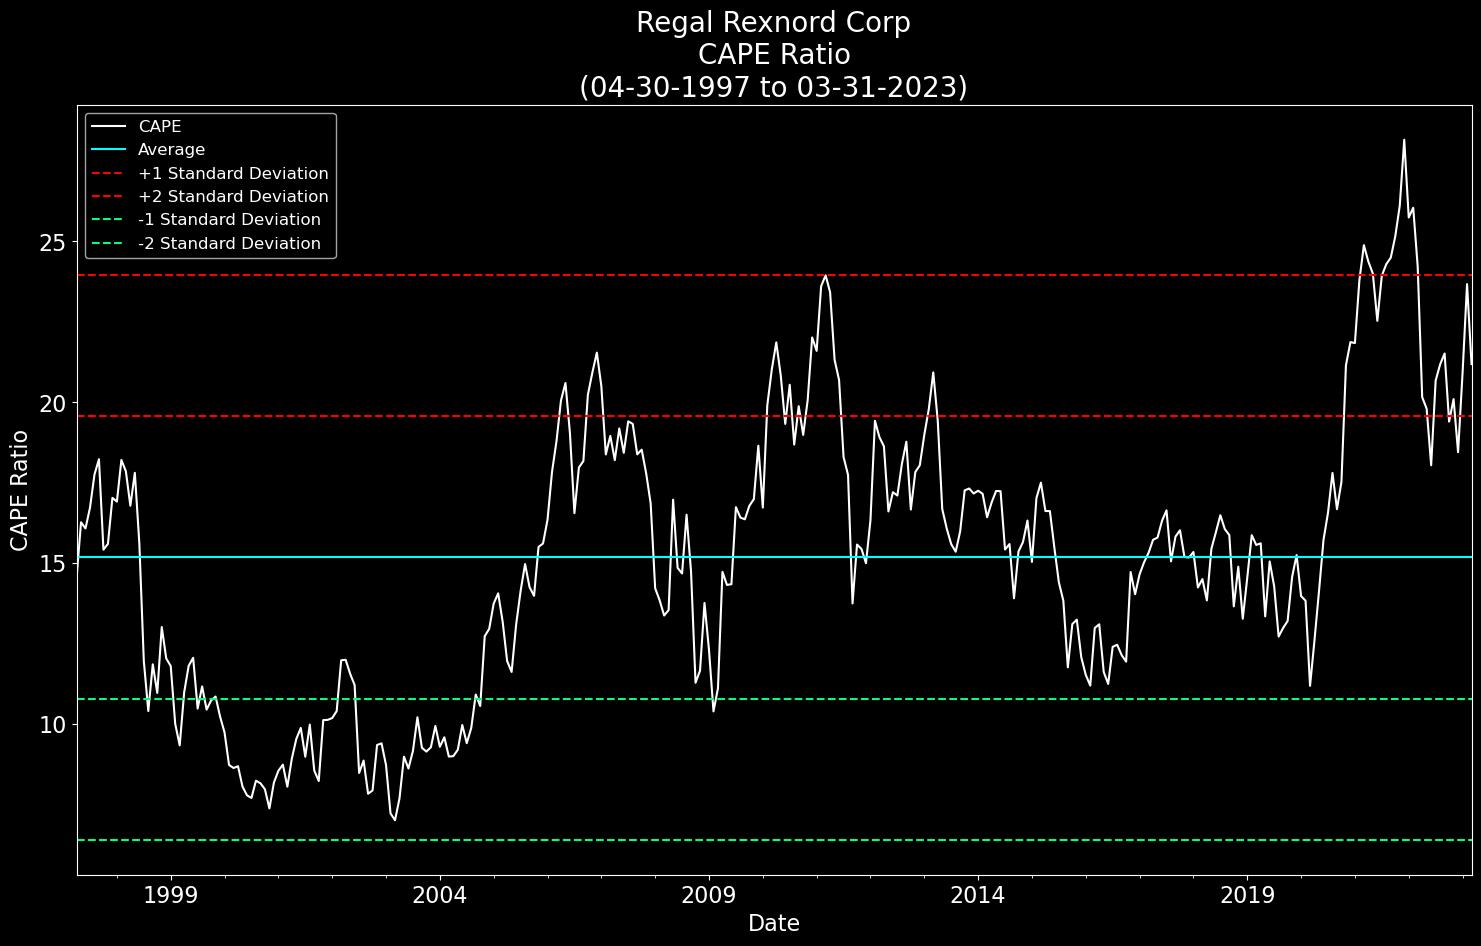 Regal Rexnord Corp
CAPE Ratio
(04-30-1997 to 03-31-2023)
CAPE
Average
+1 Standard Deviation
+2 Standard Deviation
-1 Standard Deviation
-2 Standard Deviation
CAPE Ratio
25
20
15
10
1999
2004
2009
2014
2019
Date